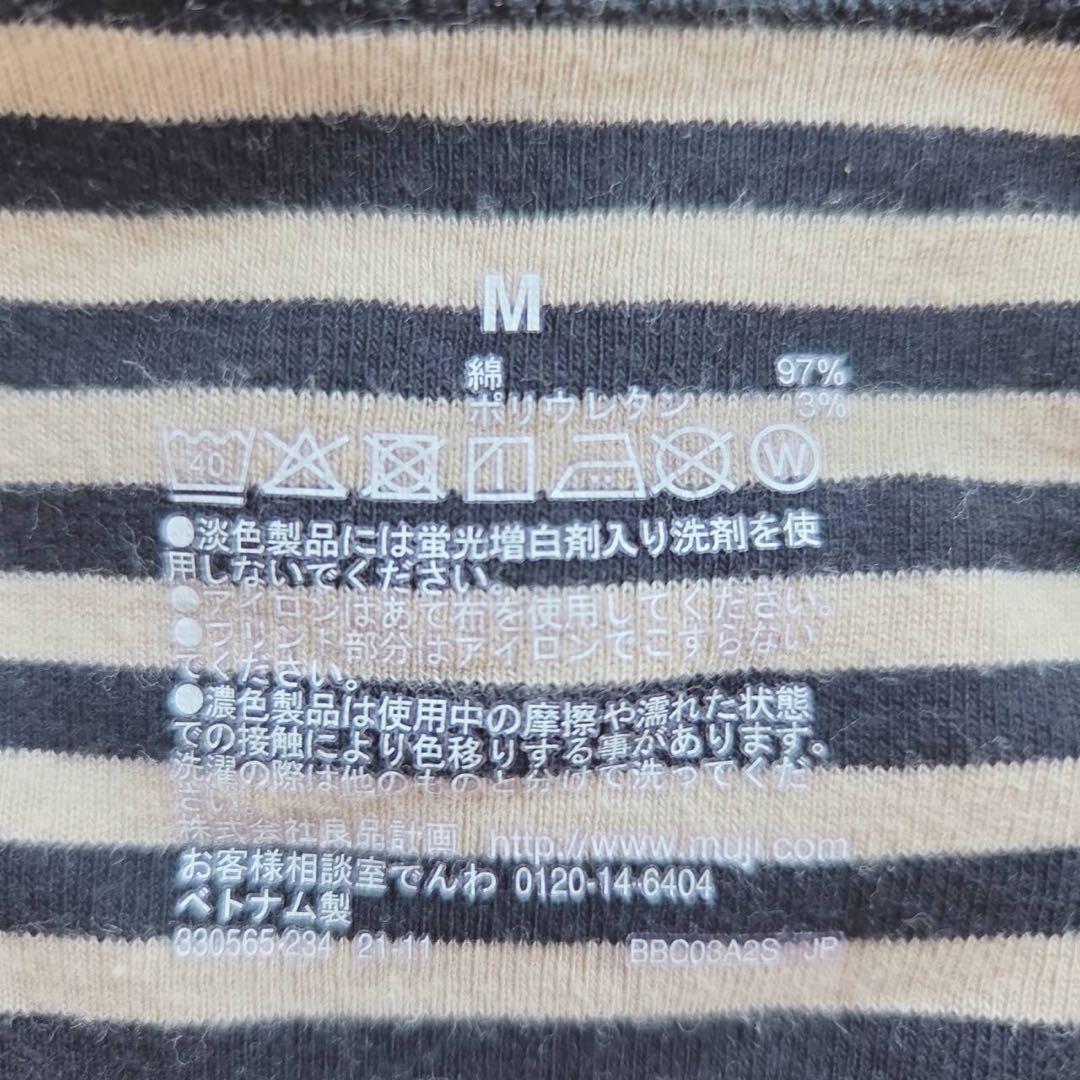 M
綿 97%
ポリウレタン 3%
40
W
●淡色製品には蛍光増白剤入り洗剤を使
用しないでください。
●アイロンはあて布を使用してください。
●プリント部分はアイロンでこすらない
でください。
●濃色製品は使用中の摩擦や濡れた状態
での接触により色移りする事があります。
洗濯の際は他のものと分けて洗ってくだ
さい。
株式会社良品計画 http://www.muji.com
お客様相談室でんわ 0120-14-6404
ベトナム製
330565 234 21-11 BBC03A2S JP